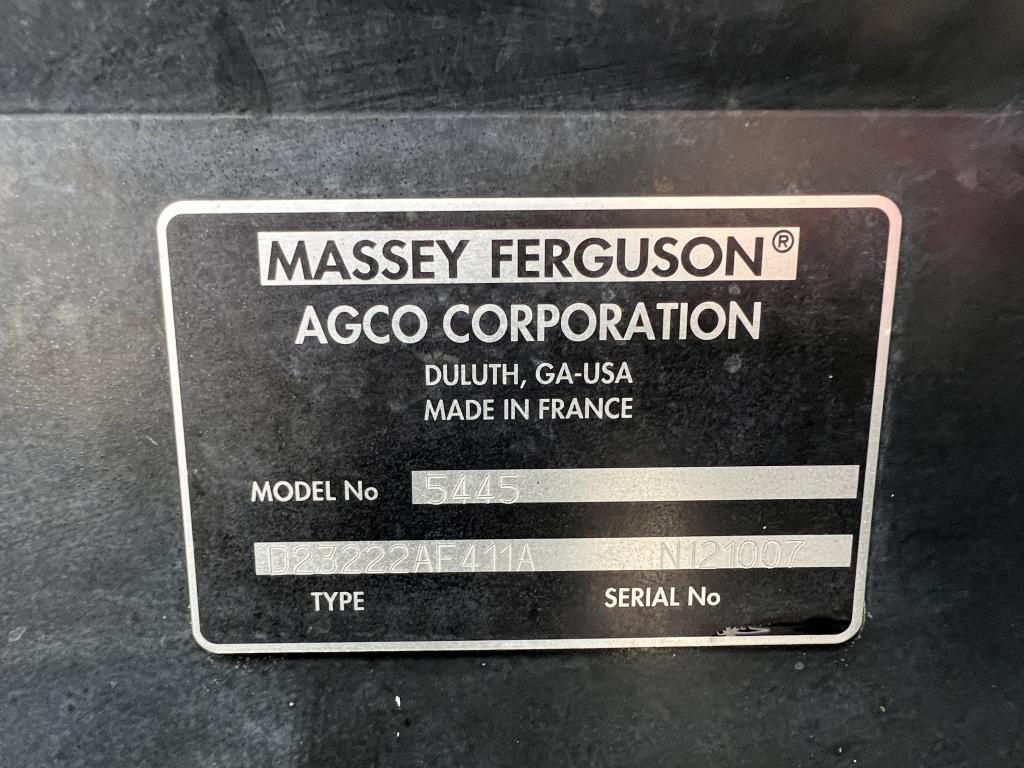 MASSEY FERGUSON®
AGCO CORPORATION
DULUTH, GA-USA
MADE IN FRANCE
MODEL No 5445
D23222AF411A N121007
TYPE SERIAL No